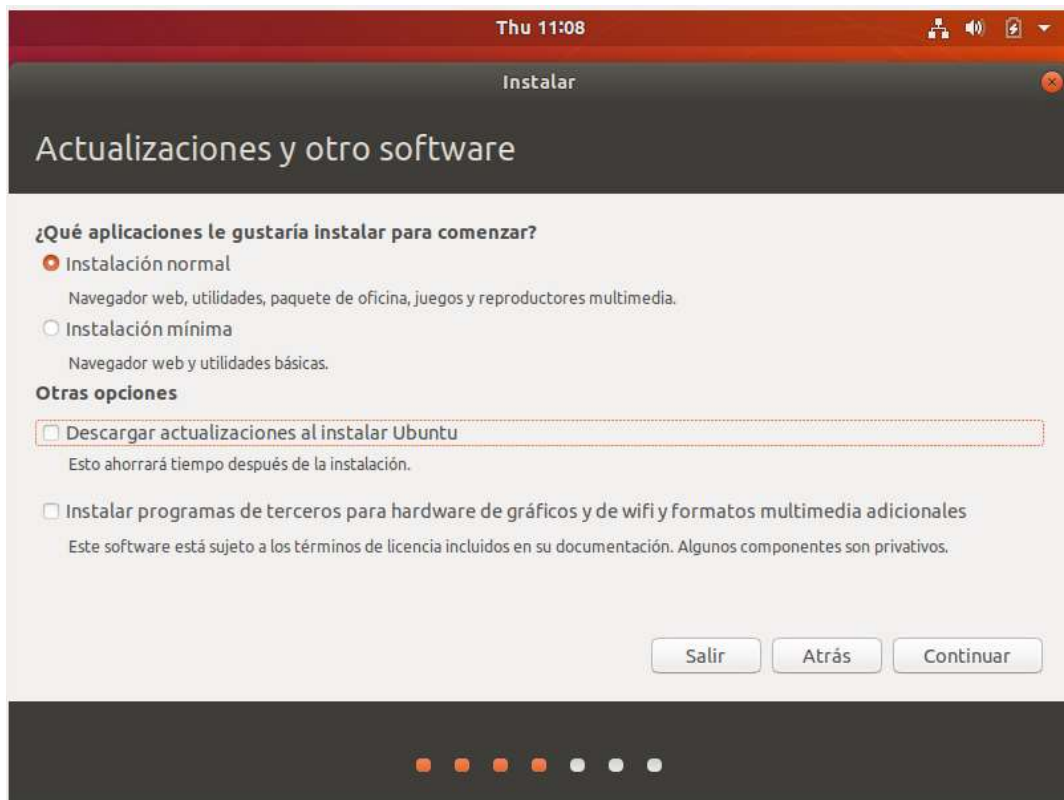 Thu 11:08
Instalar
Actualizaciones y otro software
¿Qué aplicaciones le gustaría instalar para comenzar?
Instalación normal
Navegador web, utilidades, paquete de oficina, juegos y reproductores multimedia.
Instalación mínima
Navegador web y utilidades básicas.
Otras opciones
Descargar actualizaciones al instalar Ubuntu
Esto ahorrará tiempo después de la instalación.
Instalar programas de terceros para hardware de gráficos y de wifi y formatos multimedia adicionales
Este software está sujeto a los términos de licencia incluidos en su documentación. Algunos componentes son privativos.
Salir Atrás Continuar